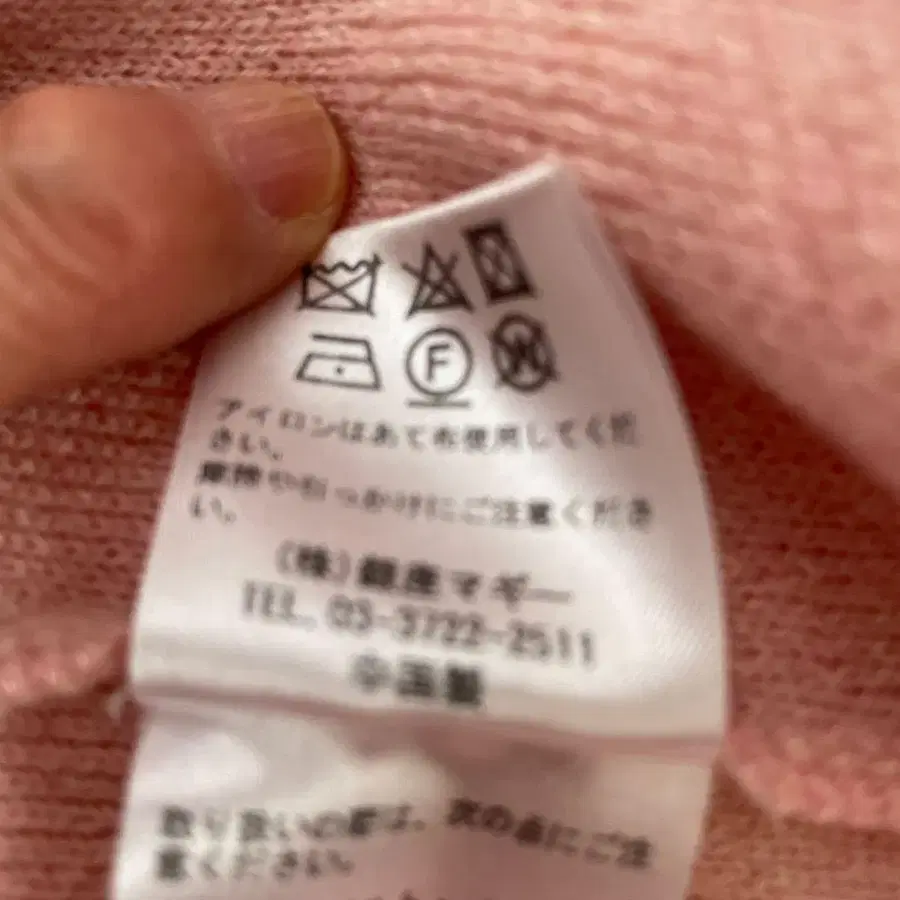 F
W
アイロンはあて布使用してくだ
さい。
摩擦や引っかけにご注意くださ
い。
(株)銀座マギー
TEL. 03-3722-2511
中国製
取り扱いの際は、次の点にご注
意ください。